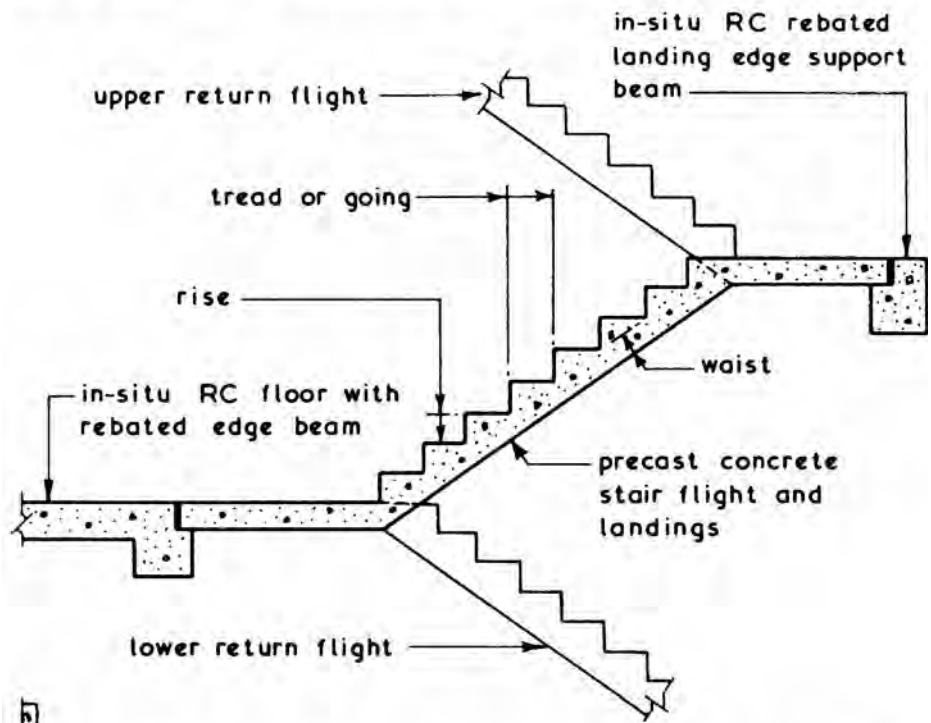 in-situ RC rebated
landing edge support
beam
upper return flight
tread or going
rise
waist
in-situ RC floor with
rebated edge beam
precast concrete
stair flight and
landings
lower return flight